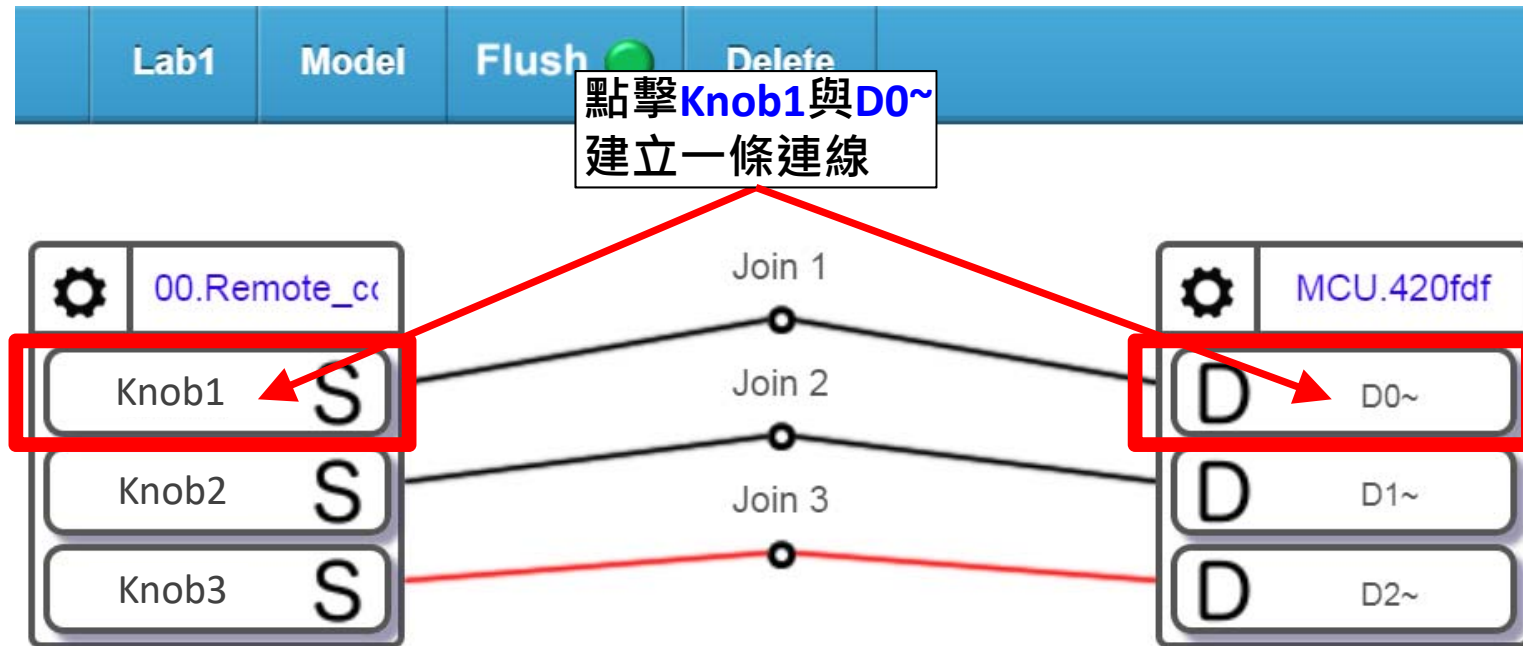 Lab1 Model Flush Delete
點擊Knob1與D0~
建立一條連線
Join 1
00.Remote_co
MCU.420fdf
Knob1 S
D D0~
Join 2
Knob2 S
D D1~
Join 3
Knob3 S
D D2~